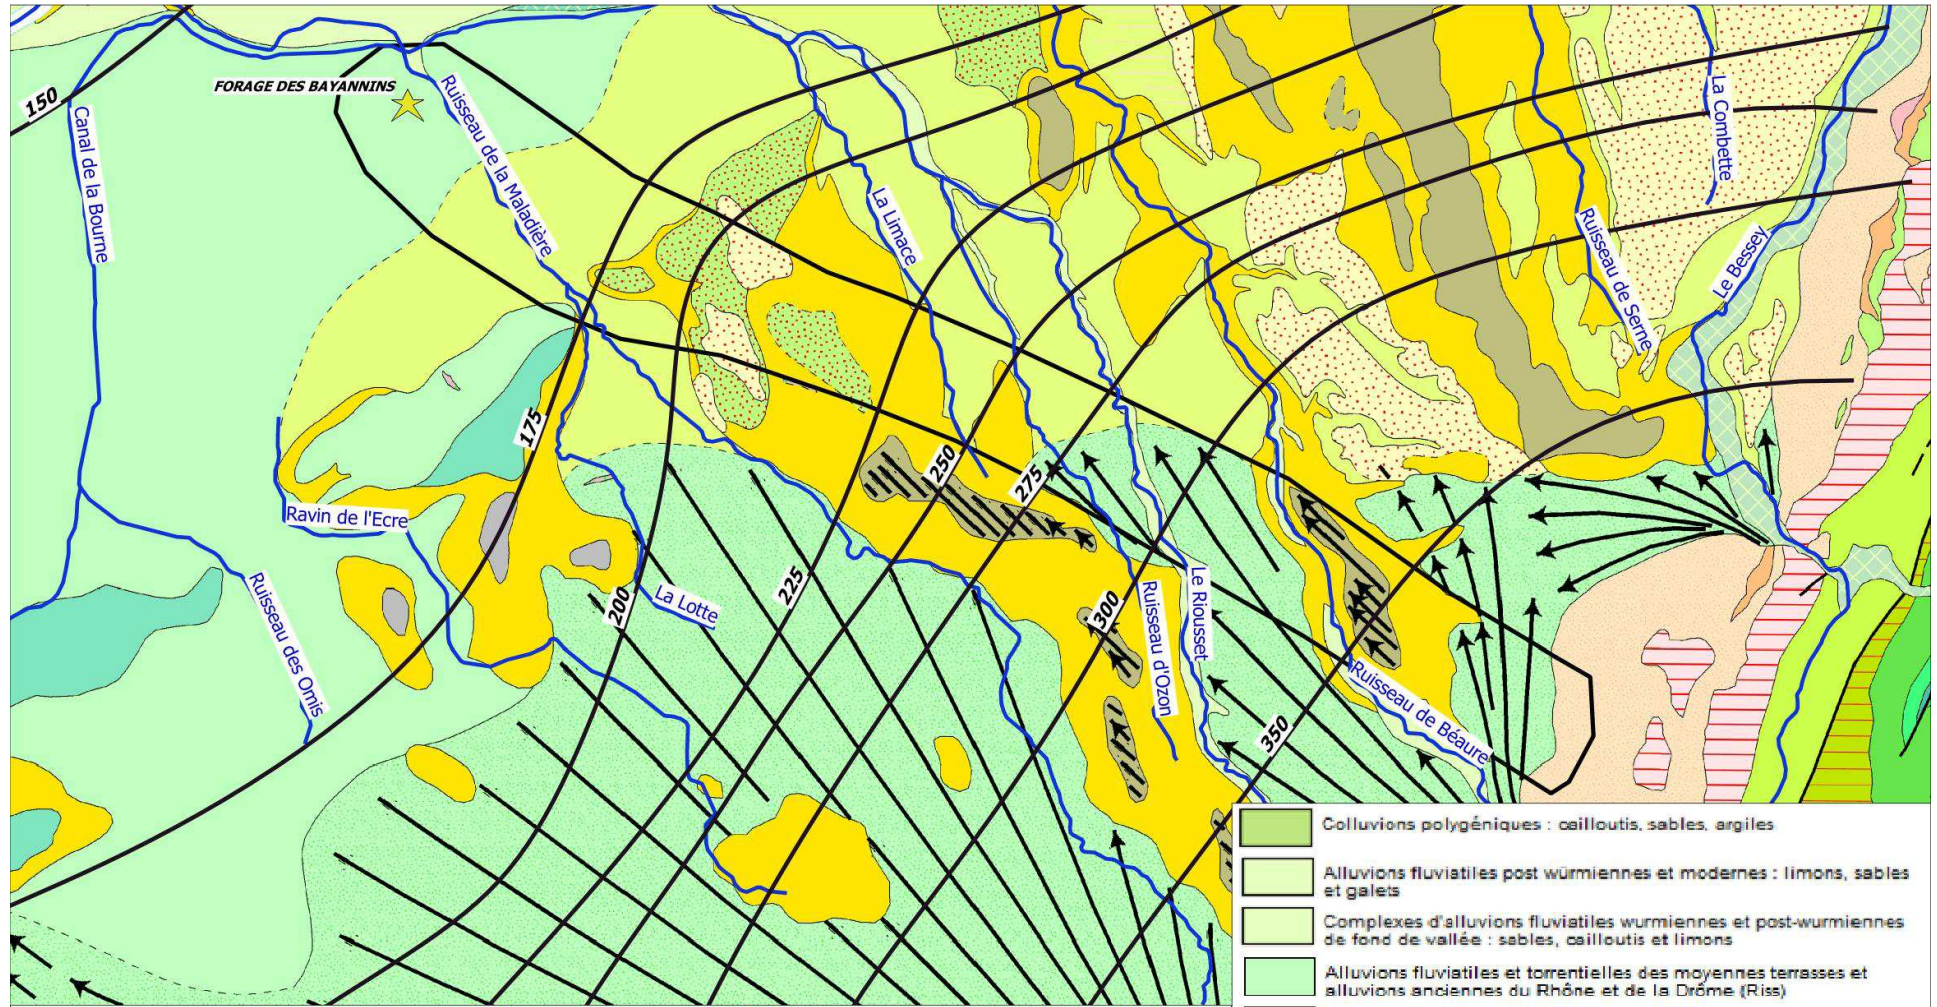 150
FORAGE DES BAYANNINS
Canal de la Bourne
Ruisseau de la Maladière
La Limace
La Combette
Ruisseau de Serne
Le Bessey
175
Ravin de l'Ecre
Ruisseau des Omis
La Lotte
200
225
250
275
300
Ruisseau d'Ozon
Le Riousset
Ruisseau de Béaure
350
Colluvions polygéniques : cailloutis, sables, argiles
Alluvions fluviatiles post würmiennes et modernes : limons, sables
et galets
Complexes d'alluvions fluviatiles wurmiennes et post-wurmiennes
de fond de vallée : sables, cailloutis et limons
Alluvions fluviatiles et torrentielles des moyennes terrasses et
alluvions anciennes du Rhône et de la Drôme (Riss)